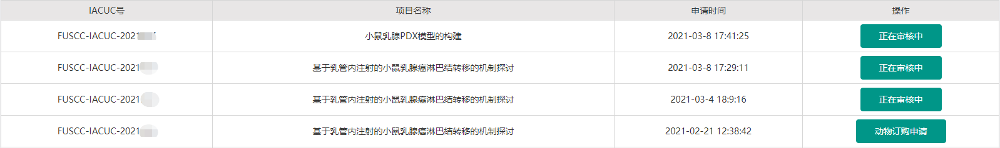 IACUC号 项目名称 申请时间 操作
FUSCC-IACUC-2021 小鼠乳腺PDX模型的构建 2021-03-8 17:41:25 正在审核中
FUSCC-IACUC-2021 基于乳管内注射的小鼠乳腺癌淋巴结转移的机制探讨 2021-03-8 17:29:11 正在审核中
FUSCC-IACUC-2021 基于乳管内注射的小鼠乳腺癌淋巴结转移的机制探讨 2021-03-4 18:9:16 正在审核中
FUSCC-IACUC-2021 基于乳管内注射的小鼠乳腺癌淋巴结转移的机制探讨 2021-02-21 12:38:42 动物订购申请